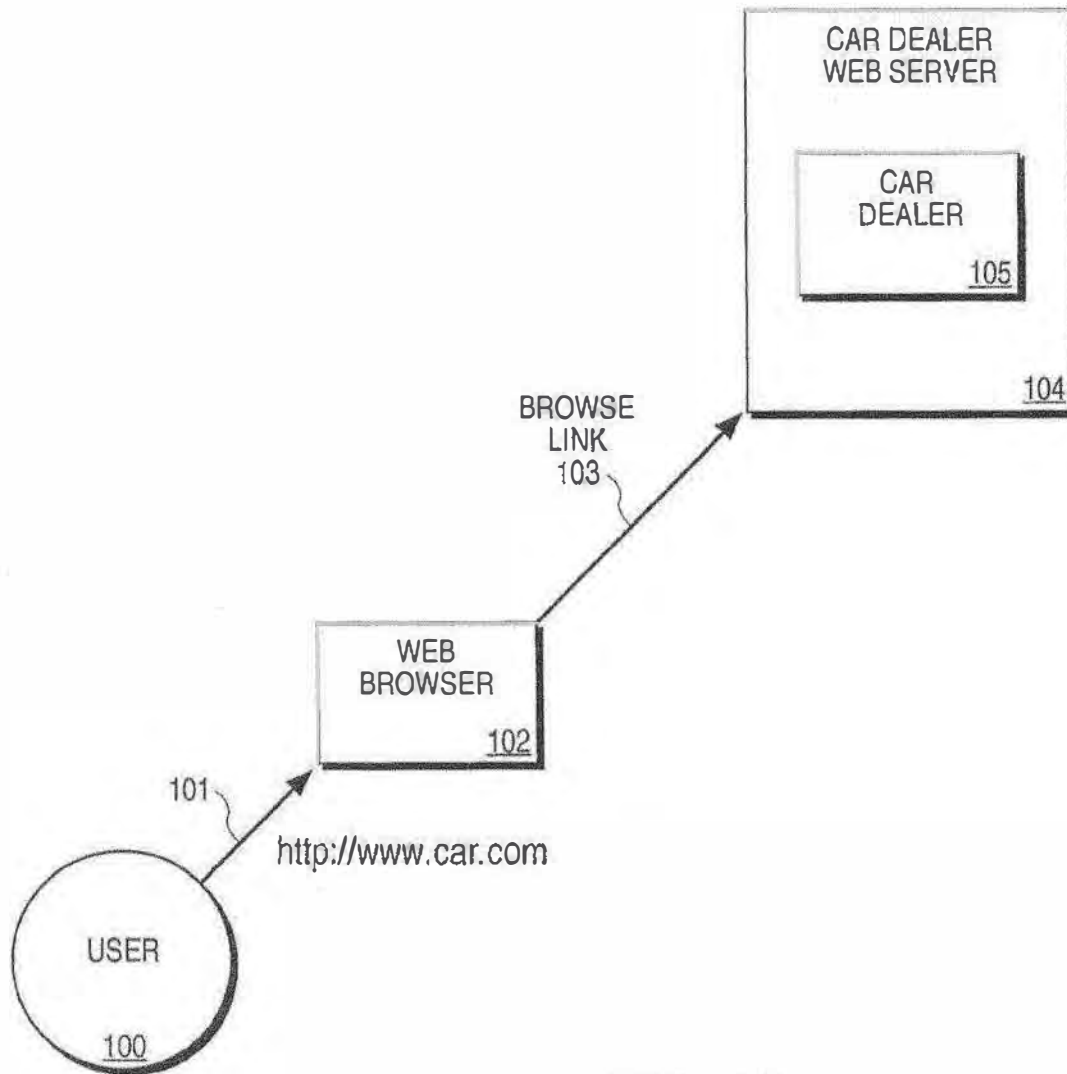 CAR DEALER
WEB SERVER
CAR
DEALER
105
104
BROWSE
LINK
103
WEB
BROWSER
102
101
http://www.car.com
USER
100